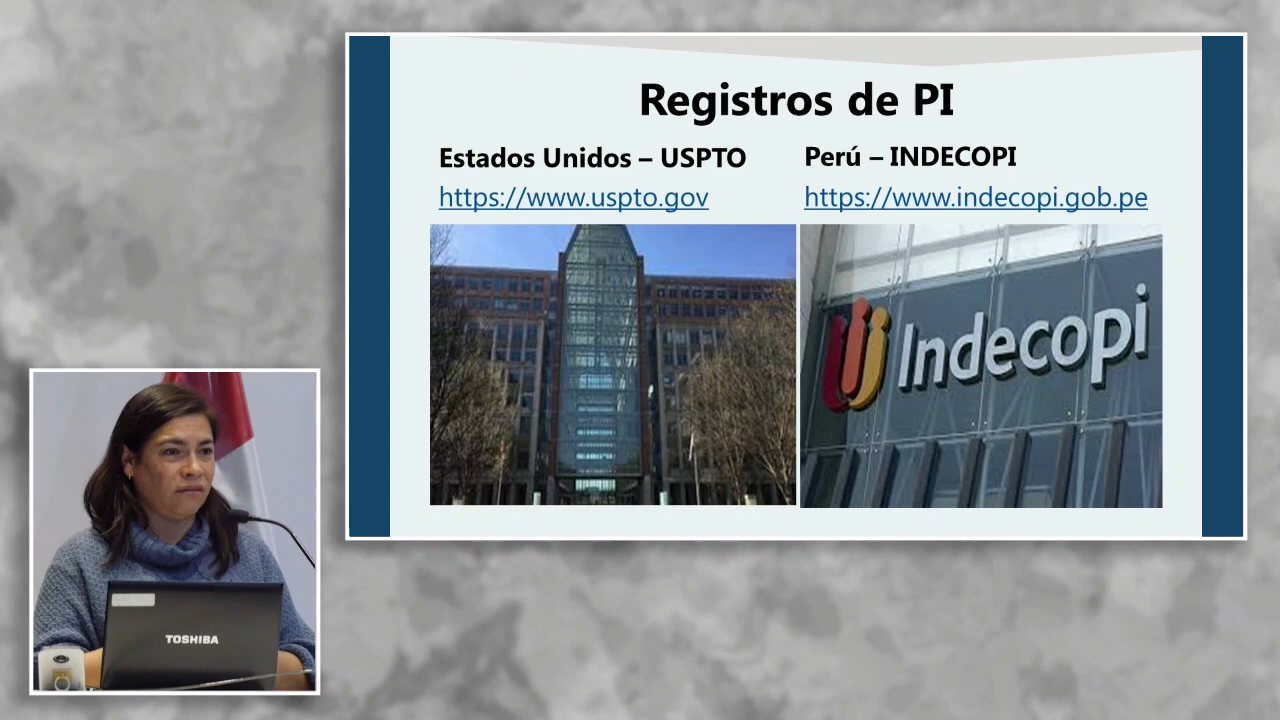 Registros de PI
Estados Unidos – USPTO
https://www.uspto.gov
Perú – INDECOPI
https://www.indecopi.gob.pe
Indecopi
TOSHIBA